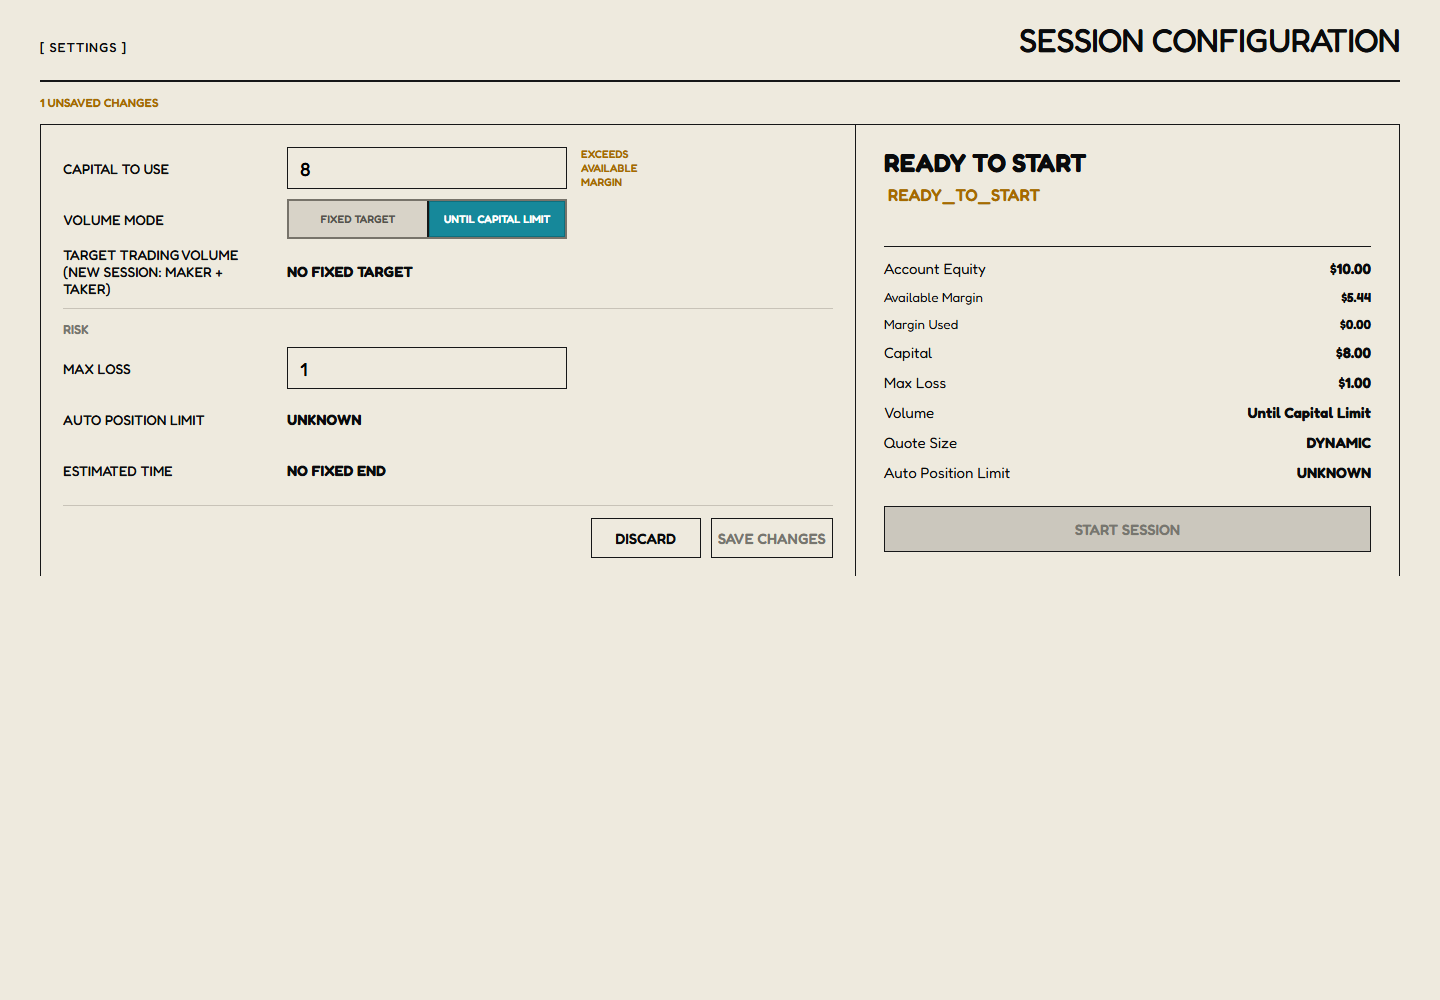 [ SETTINGS ]
SESSION CONFIGURATION
1 UNSAVED CHANGES
CAPITAL TO USE
8
EXCEEDS
AVAILABLE
MARGIN
VOLUME MODE
FIXED TARGET
UNTIL CAPITAL LIMIT
TARGET TRADING VOLUME
(NEW SESSION: MAKER +
TAKER)
NO FIXED TARGET
RISK
MAX LOSS
1
AUTO POSITION LIMIT
UNKNOWN
ESTIMATED TIME
NO FIXED END
DISCARD
SAVE CHANGES
READY TO START
READY_TO_START
Account Equity
$10.00
Available Margin
$5.44
Margin Used
$0.00
Capital
$8.00
Max Loss
$1.00
Volume
Until Capital Limit
Quote Size
DYNAMIC
Auto Position Limit
UNKNOWN
START SESSION